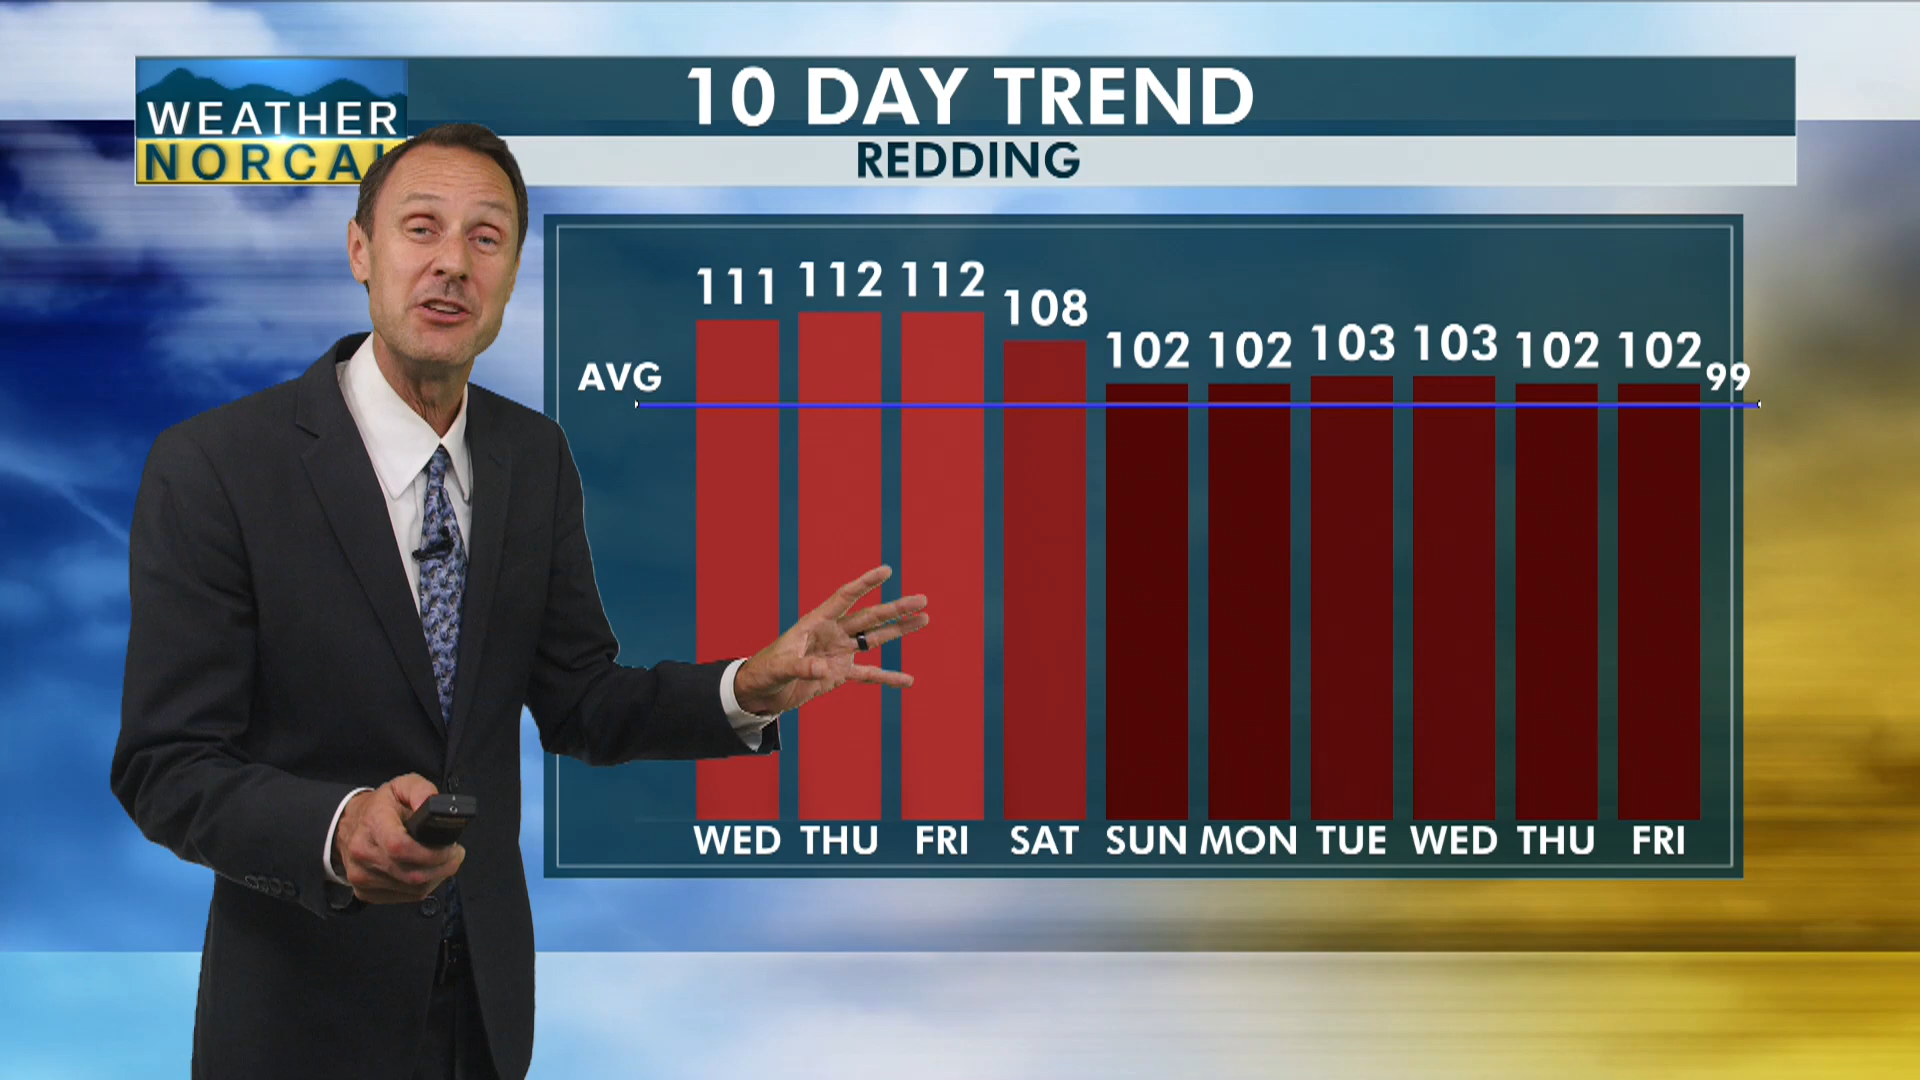 WEATHER
NORCAL
10 DAY TREND
REDDING
111 112 112 108 102 102 103 103 102 102
AVG 99
WED THU FRI SAT SUN MON TUE WED THU FRI